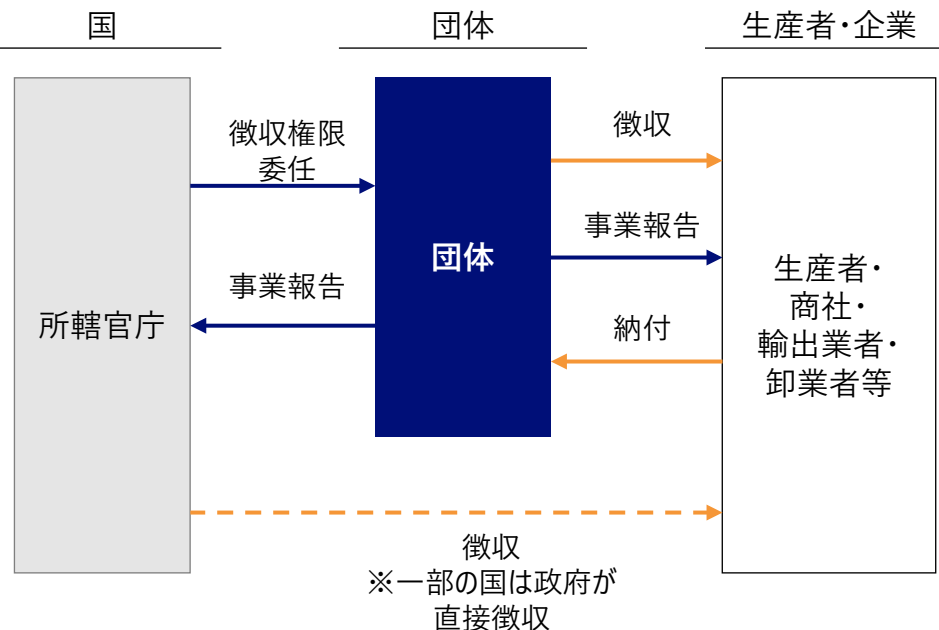 国
団体
生産者・企業
徴収権限
委任
徴収
事業報告
団体
事業報告
所轄官庁
納付
生産者・
商社・
輸出業者・
卸業者等
徴収
※一部の国は政府が
直接徴収